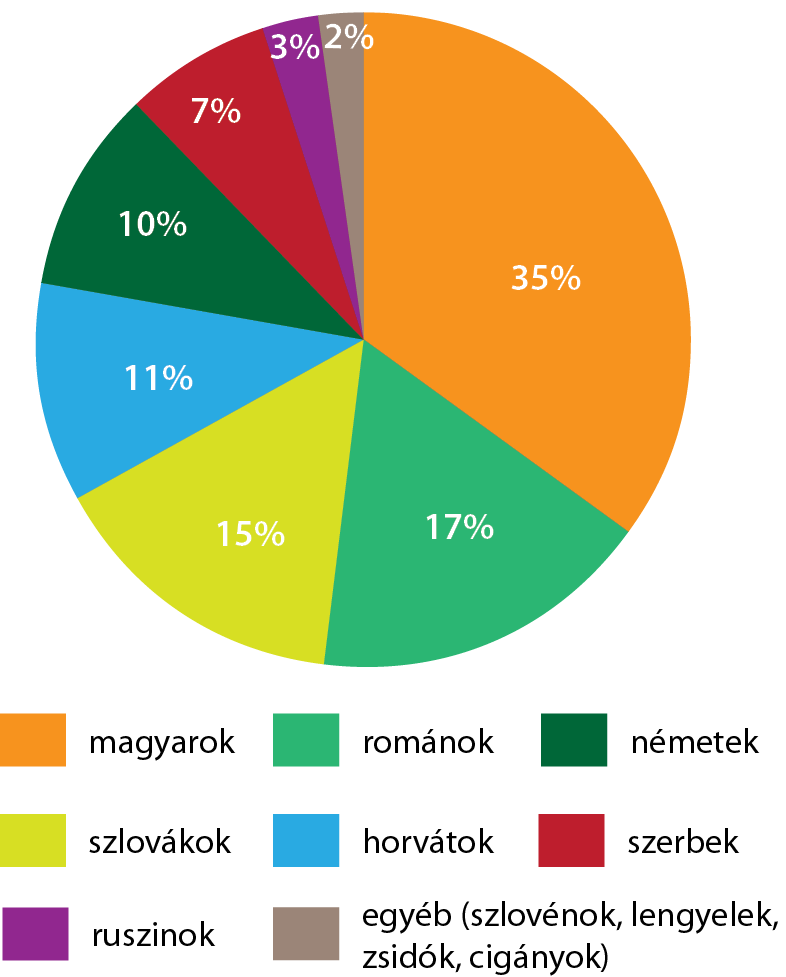 3% 2%
7%
10%
35%
11%
15% 17%
magyarok románok németek
szlovákok horvátok szerbek
ruszinok egyéb (szlovénok, lengyelek,
zsidók, cigányok)